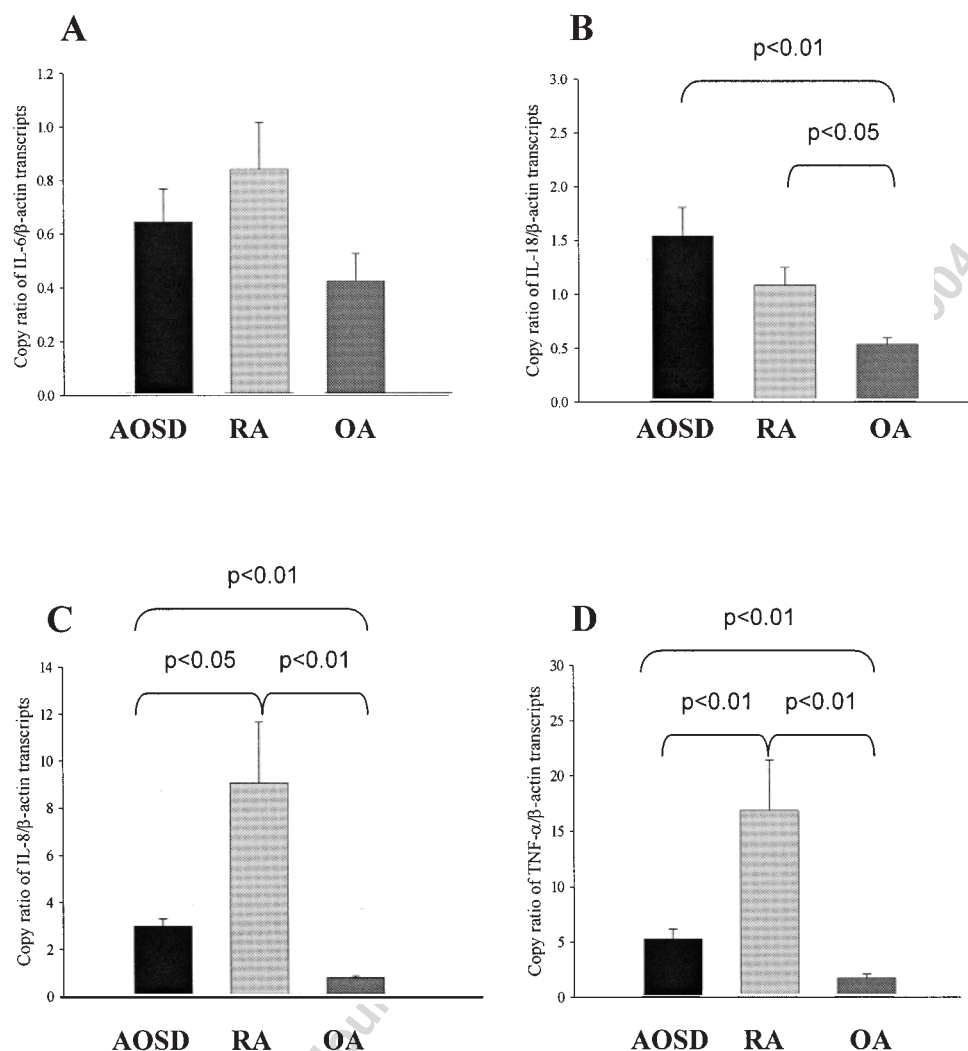 A
Copy ratio of IL-6/β-actin transcripts
1.2
1.0
0.8
0.6
0.4
0.2
0.0
AOSD RA OA
B
p<0.01
p<0.05
Copy ratio of IL-18/β-actin transcripts
3.0
2.5
2.0
1.5
1.0
0.5
0.0
AOSD RA OA
C
p<0.01
p<0.05 p<0.01
Copy ratio of IL-8/β-actin transcripts
14
12
10
8
6
4
2
0
AOSD RA OA
D
p<0.01
p<0.01 p<0.01
Copy ratio of TNF-α/β-actin transcripts
30
25
20
15
10
5
0
AOSD RA OA